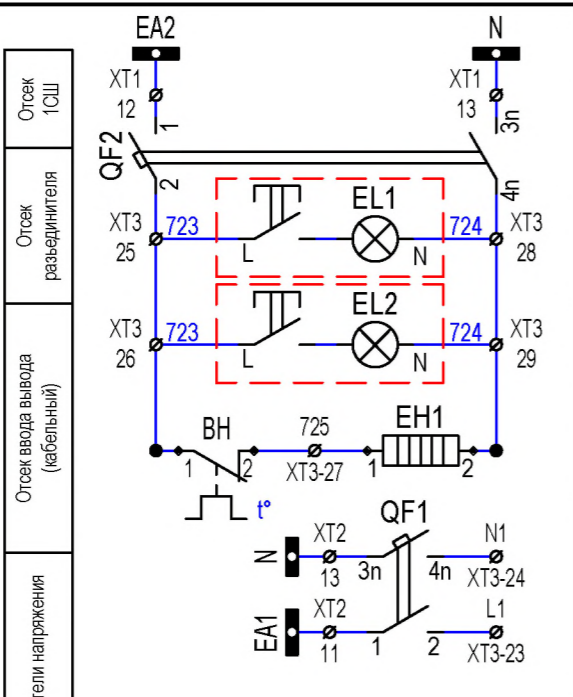 EA2
N
Отсек
1СШ
XT1
12
1
XT1
13
3n
QF2
2
4n
Отсек
разьединителя
XT3
25
723
L
EL1
N
724
XT3
28
Отсек ввода вывода
(кабельный)
XT3
26
723
L
EL2
N
724
XT3
29
BH
1
2
t°
725
XT3-27
EH1
1
2
QF1
N
XT2
13
3n
4n
N1
XT3-24
EA1
XT2
11
1
2
L1
XT3-23
тели напряжения